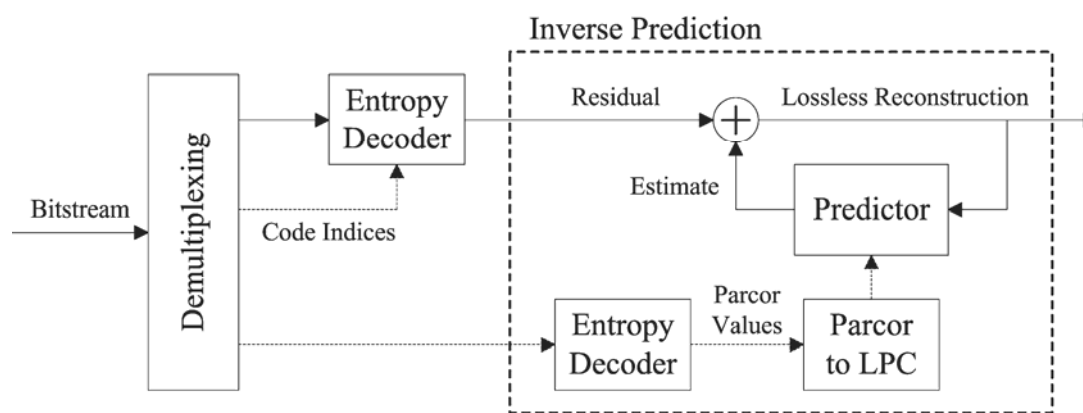 Inverse Prediction
Entropy
Decoder
Residual
Lossless Reconstruction
+
Demultiplexing
Bitstream
Code Indices
Estimate
Predictor
Entropy
Decoder
Parcor
Values
Parcor
to LPC